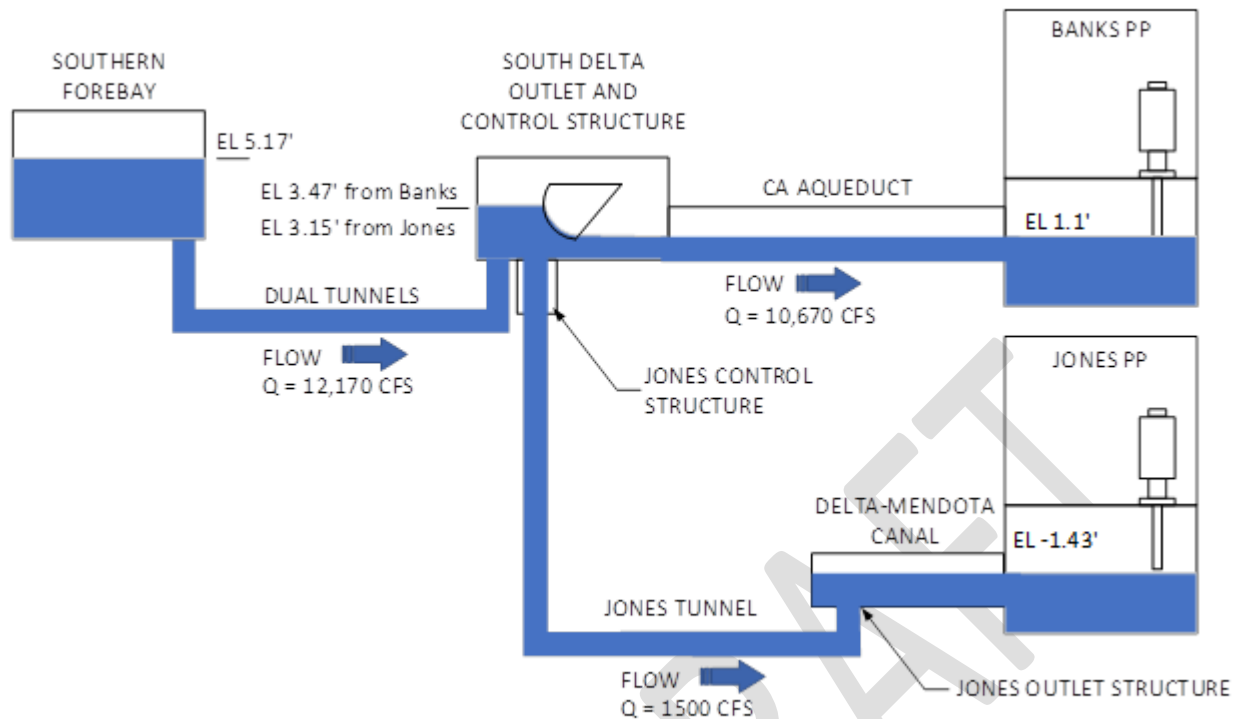 BANKS PP
SOUTHERN
FOREBAY
SOUTH DELTA
OUTLET AND
CONTROL STRUCTURE
EL 5.17'
EL 3.47' from Banks
EL 3.15' from Jones
CA AQUEDUCT
EL 1.1'
DUAL TUNNELS
FLOW
Q = 12,170 CFS
FLOW
Q = 10,670 CFS
JONES CONTROL
STRUCTURE
JONES PP
DELTA-MENDOTA
CANAL
EL -1.43'
JONES TUNNEL
FLOW
Q = 1500 CFS
JONES OUTLET STRUCTURE
DRAFT